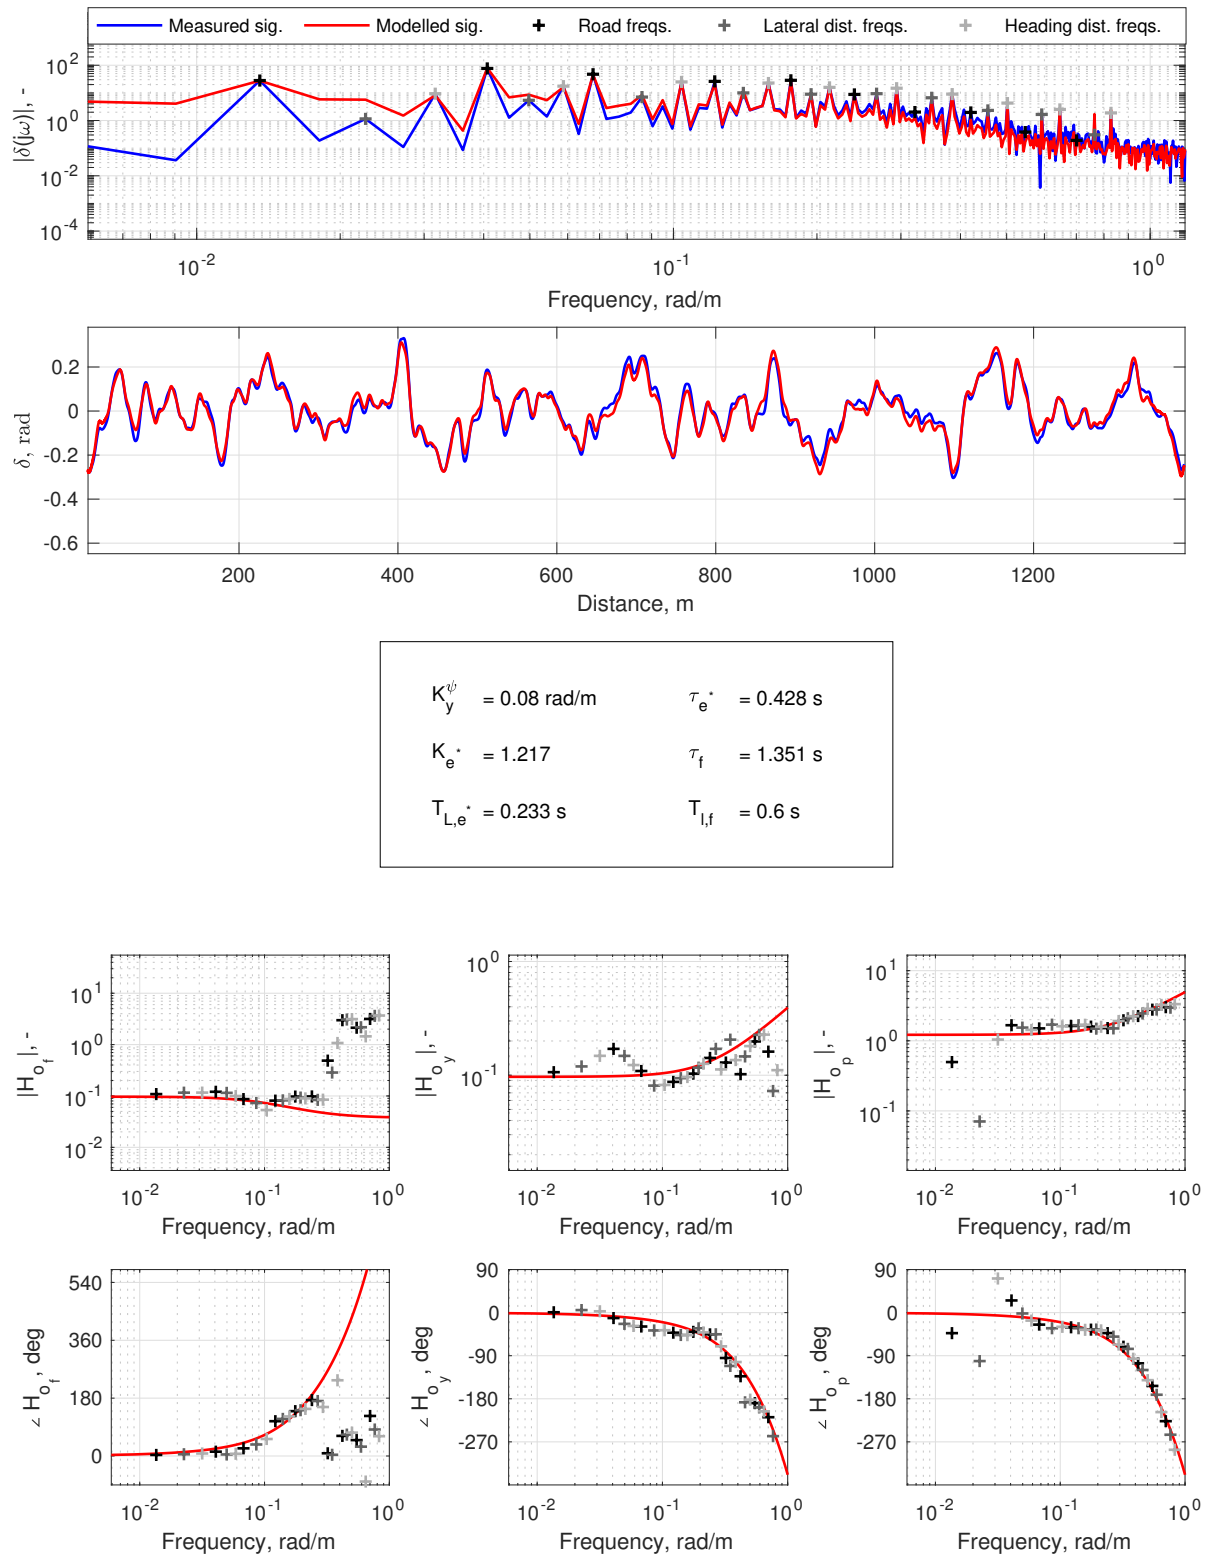 Measured sig. Modelled sig. Road freqs. Lateral dist. freqs. Heading dist. freqs.
|δ(jω)|, -
10^2
10^0
10^-2
10^-4
10^-2 10^-1 10^0
Frequency, rad/m
δ, rad
0.2
0
-0.2
-0.4
-0.6
200 400 600 800 1000 1200
Distance, m
K_y^ψ = 0.08 rad/m τ_e* = 0.428 s
K_e* = 1.217 τ_f = 1.351 s
T_L,e* = 0.233 s T_l,f = 0.6 s
|H_o_f|, -
10^1
10^0
10^-1
10^-2
10^-2 10^-1 10^0
Frequency, rad/m
|H_o_y|, -
10^0
10^-1
10^-2 10^-1 10^0
Frequency, rad/m
|H_o_p|, -
10^1
10^0
10^-1
10^-2 10^-1 10^0
Frequency, rad/m
∠ H_o_f, deg
540
360
180
0
10^-2 10^-1 10^0
Frequency, rad/m
∠ H_o_y, deg
90
0
-90
-180
-270
10^-2 10^-1 10^0
Frequency, rad/m
∠ H_o_p, deg
90
0
-90
-180
-270
10^-2 10^-1 10^0
Frequency, rad/m